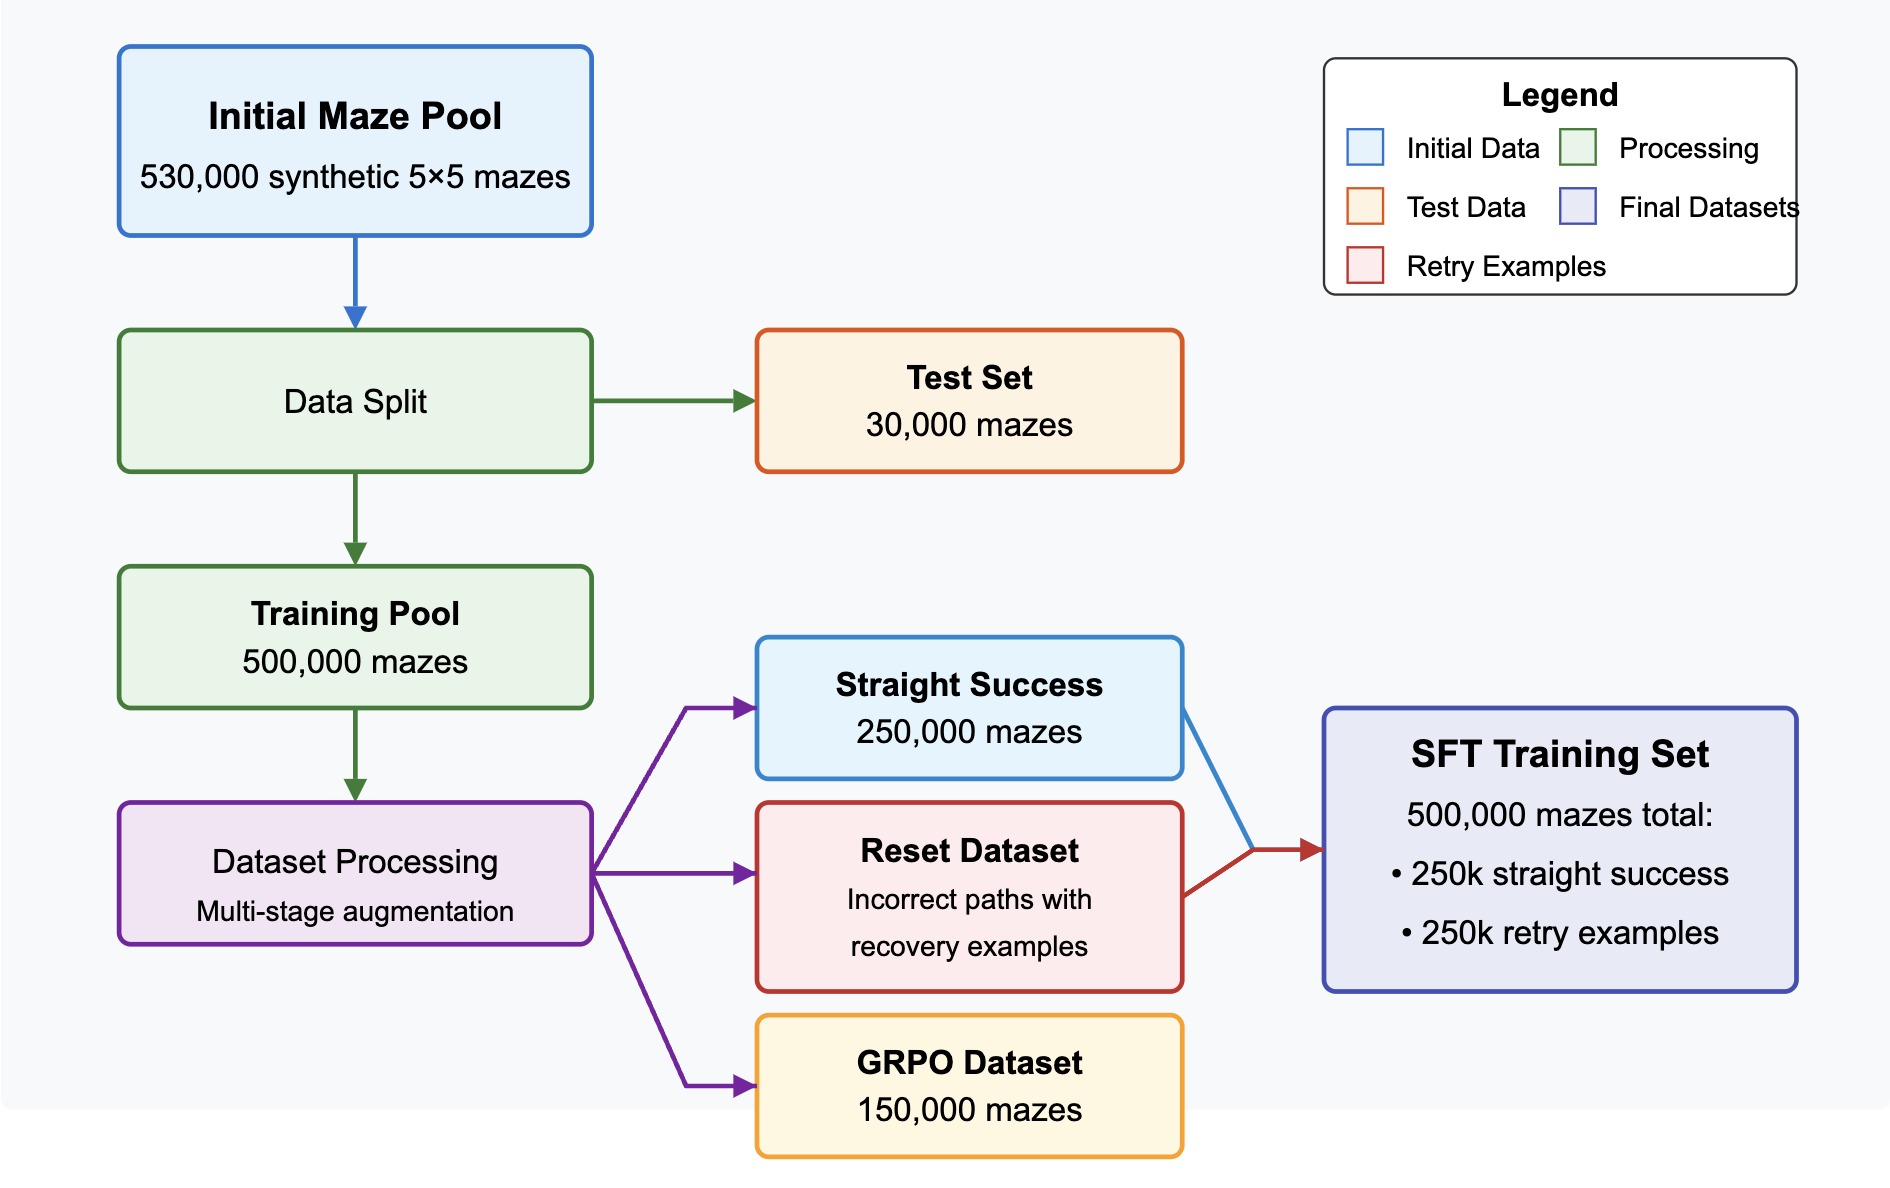 Initial Maze Pool
530,000 synthetic 5×5 mazes
Legend
Initial Data
Processing
Test Data
Final Datasets
Retry Examples
Data Split
Test Set
30,000 mazes
Training Pool
500,000 mazes
Dataset Processing
Multi-stage augmentation
Straight Success
250,000 mazes
Reset Dataset
Incorrect paths with
recovery examples
GRPO Dataset
150,000 mazes
SFT Training Set
500,000 mazes total:
• 250k straight success
• 250k retry examples